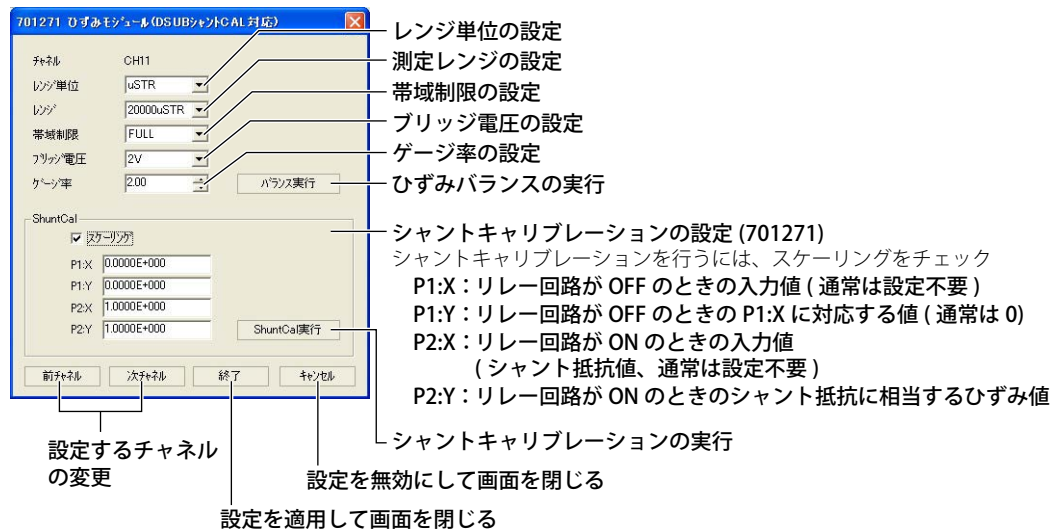 701271 ひずみモジュール(DSUBシャントCAL対応)
チャネル CH11
レンジ単位 uSTR
レンジ 20000uSTR
帯域制限 FULL
ブリッジ電圧 2V
ゲージ率 2.00 バランス実行
ShuntCal
スケーリング
P1:X 0.0000E+000
P1:Y 0.0000E+000
P2:X 1.0000E+000
P2:Y 1.0000E+000 ShuntCal実行
前チャネル 次チャネル 終了 キャンセル
レンジ単位の設定
測定レンジの設定
帯域制限の設定
ブリッジ電圧の設定
ゲージ率の設定
ひずみバランスの実行
シャントキャリブレーションの設定 (701271)
シャントキャリブレーションを行うには、スケーリングをチェック
P1:X：リレー回路が OFF のときの入力値 ( 通常は設定不要 )
P1:Y：リレー回路が OFF のときの P1:X に対応する値 ( 通常は 0)
P2:X：リレー回路が ON のときの入力値
( シャント抵抗値、通常は設定不要 )
P2:Y：リレー回路が ON のときのシャント抵抗に相当するひずみ値
シャントキャリブレーションの実行
設定するチャネル
の変更
設定を無効にして画面を閉じる
設定を適用して画面を閉じる